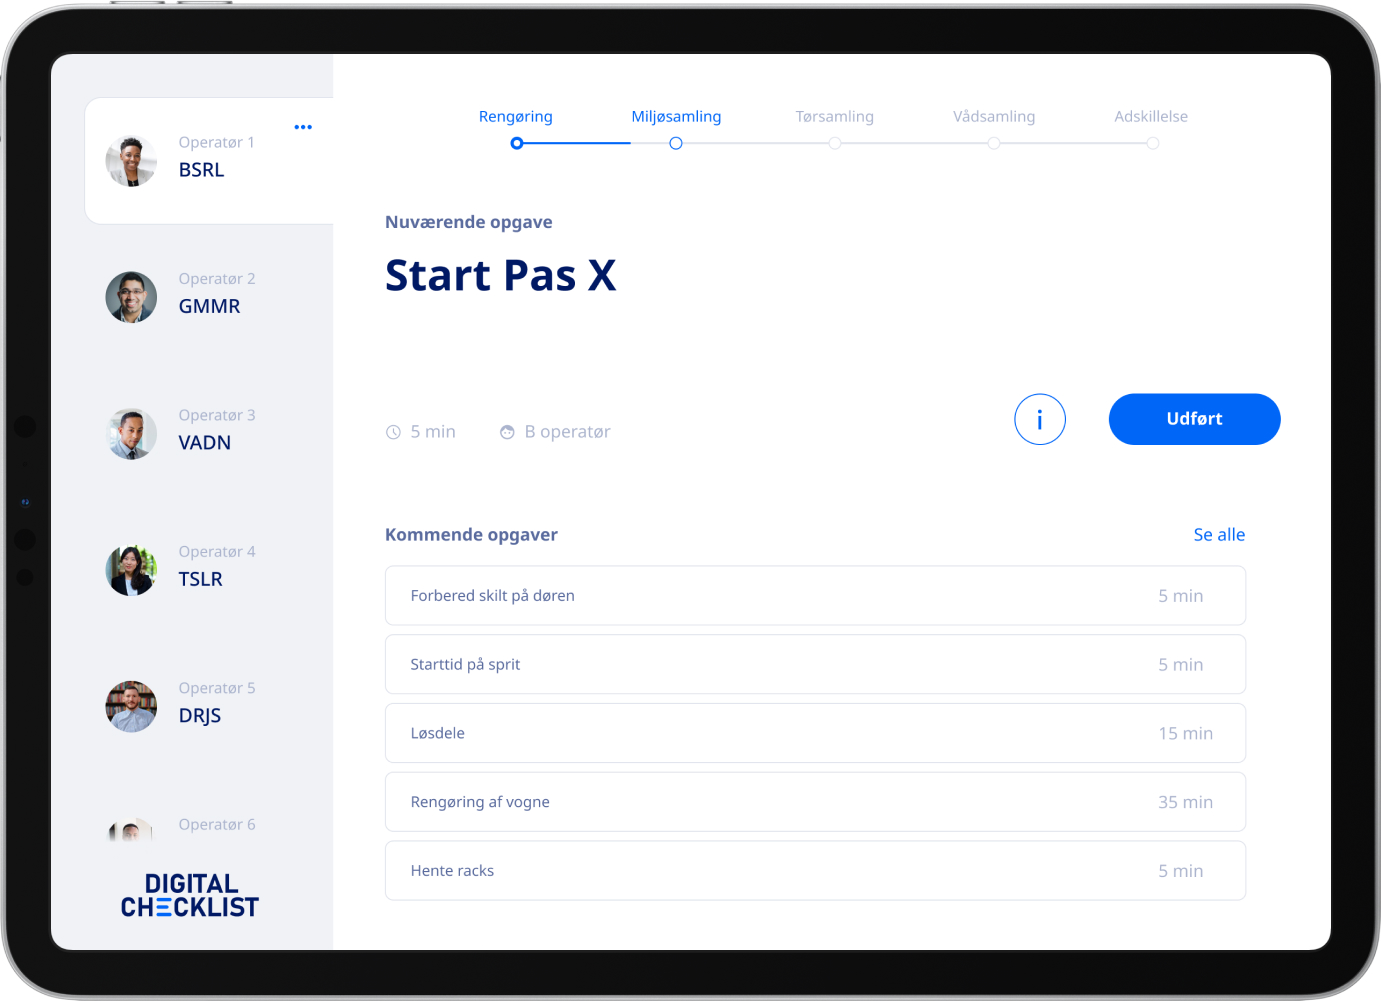 Operatør 1
BSRL
Operatør 2
GMMR
Operatør 3
VADN
Operatør 4
TSLR
Operatør 5
DRJS
Operatør 6
DIGITAL
CHECKLIST
Rengøring
Miljøsamling
Tørsamling
Vådsamling
Adskillelse
Nuværende opgave
Start Pas X
5 min
B operatør
i
Udført
Kommende opgaver
Se alle
Forbered skilt på døren
5 min
Starttid på sprit
5 min
Løsdele
15 min
Rengøring af vogne
35 min
Hente racks
5 min